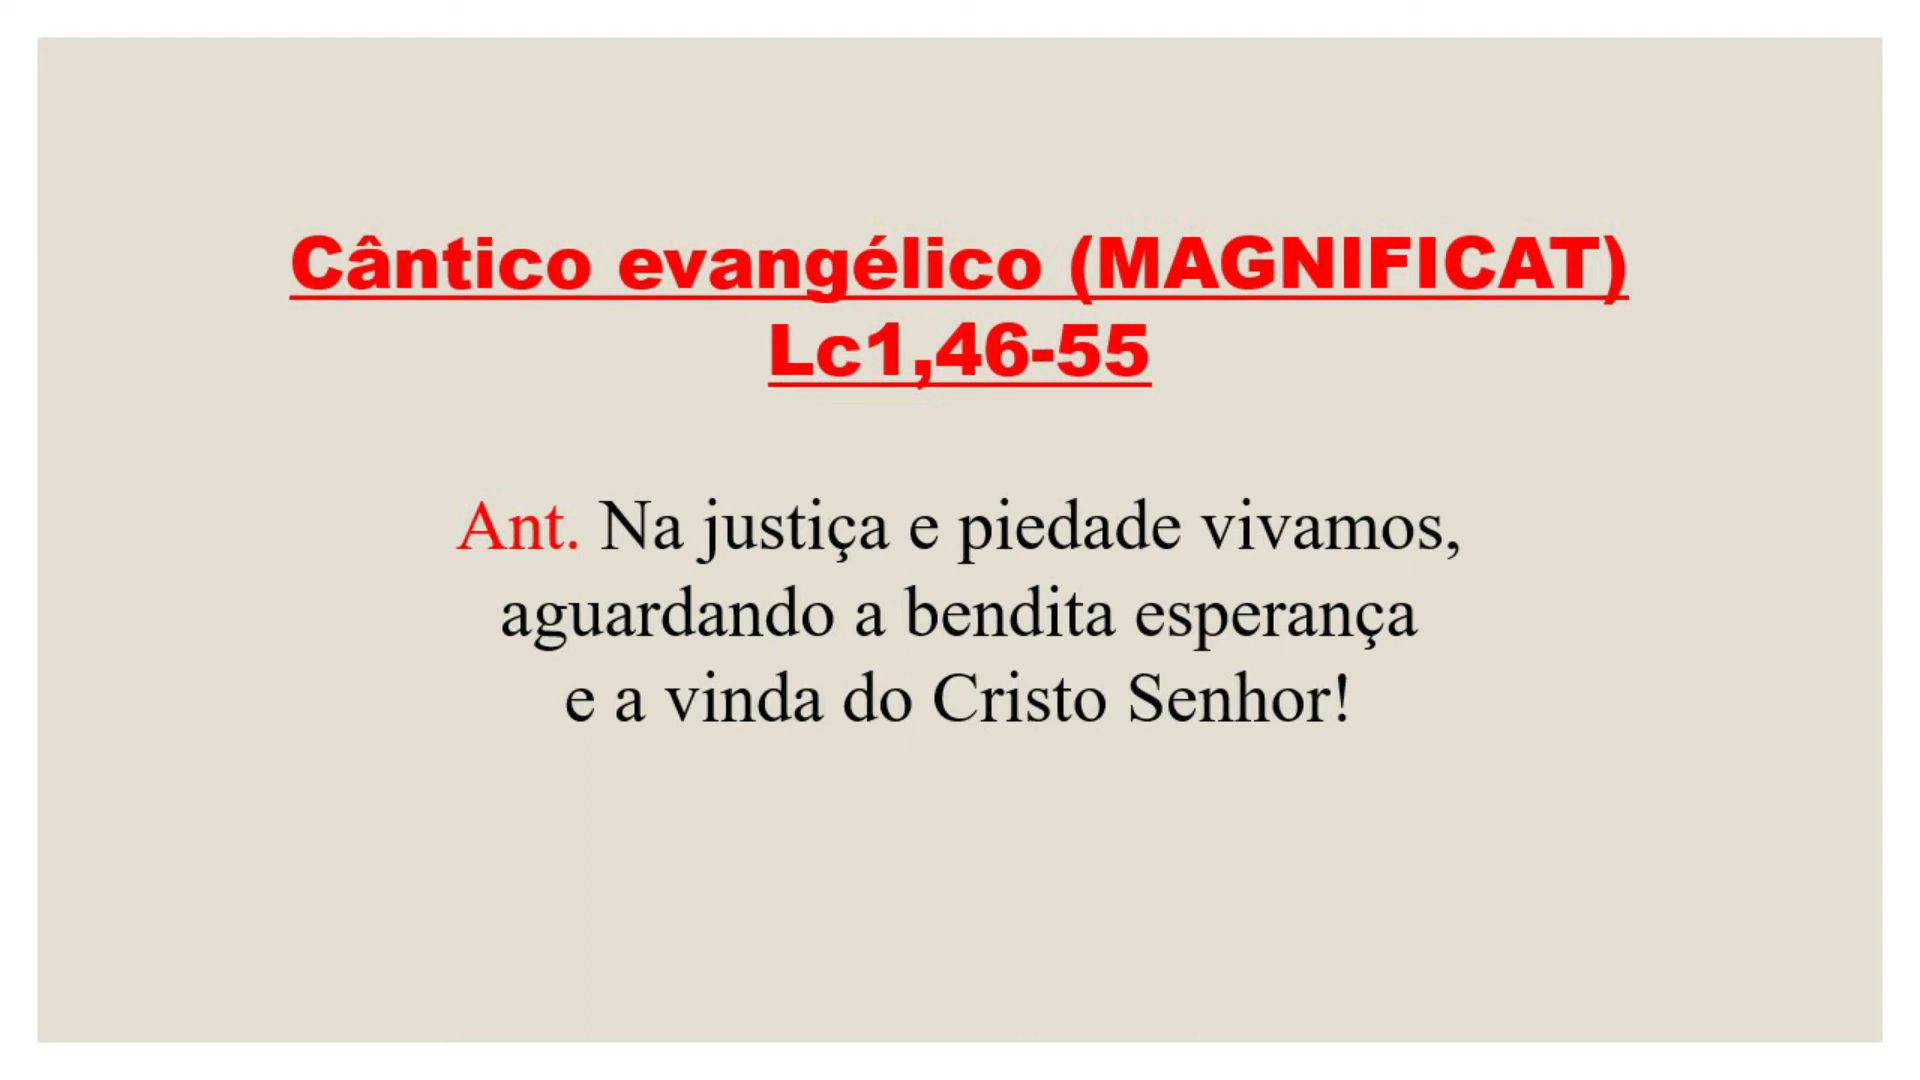 Cântico evangélico (MAGNIFICAT)
Lc1,46-55
Ant. Na justiça e piedade vivamos,
aguardando a bendita esperança
e a vinda do Cristo Senhor!